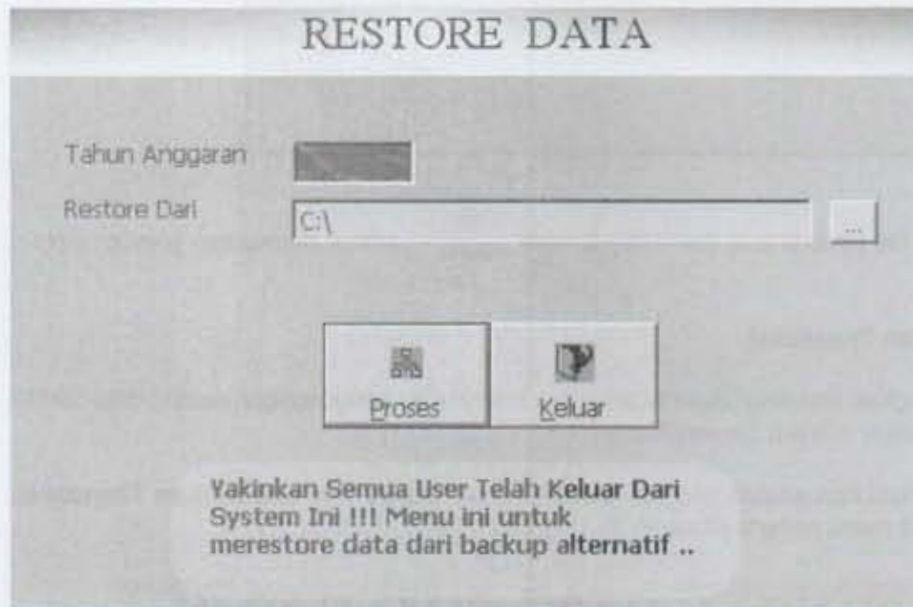 RESTORE DATA
Tahun Anggaran
Restore Dari
C:\
...
Proses
Keluar
Yakinkan Semua User Telah Keluar Dari
System Ini !!! Menu ini untuk
merestore data dari backup alternatif ..